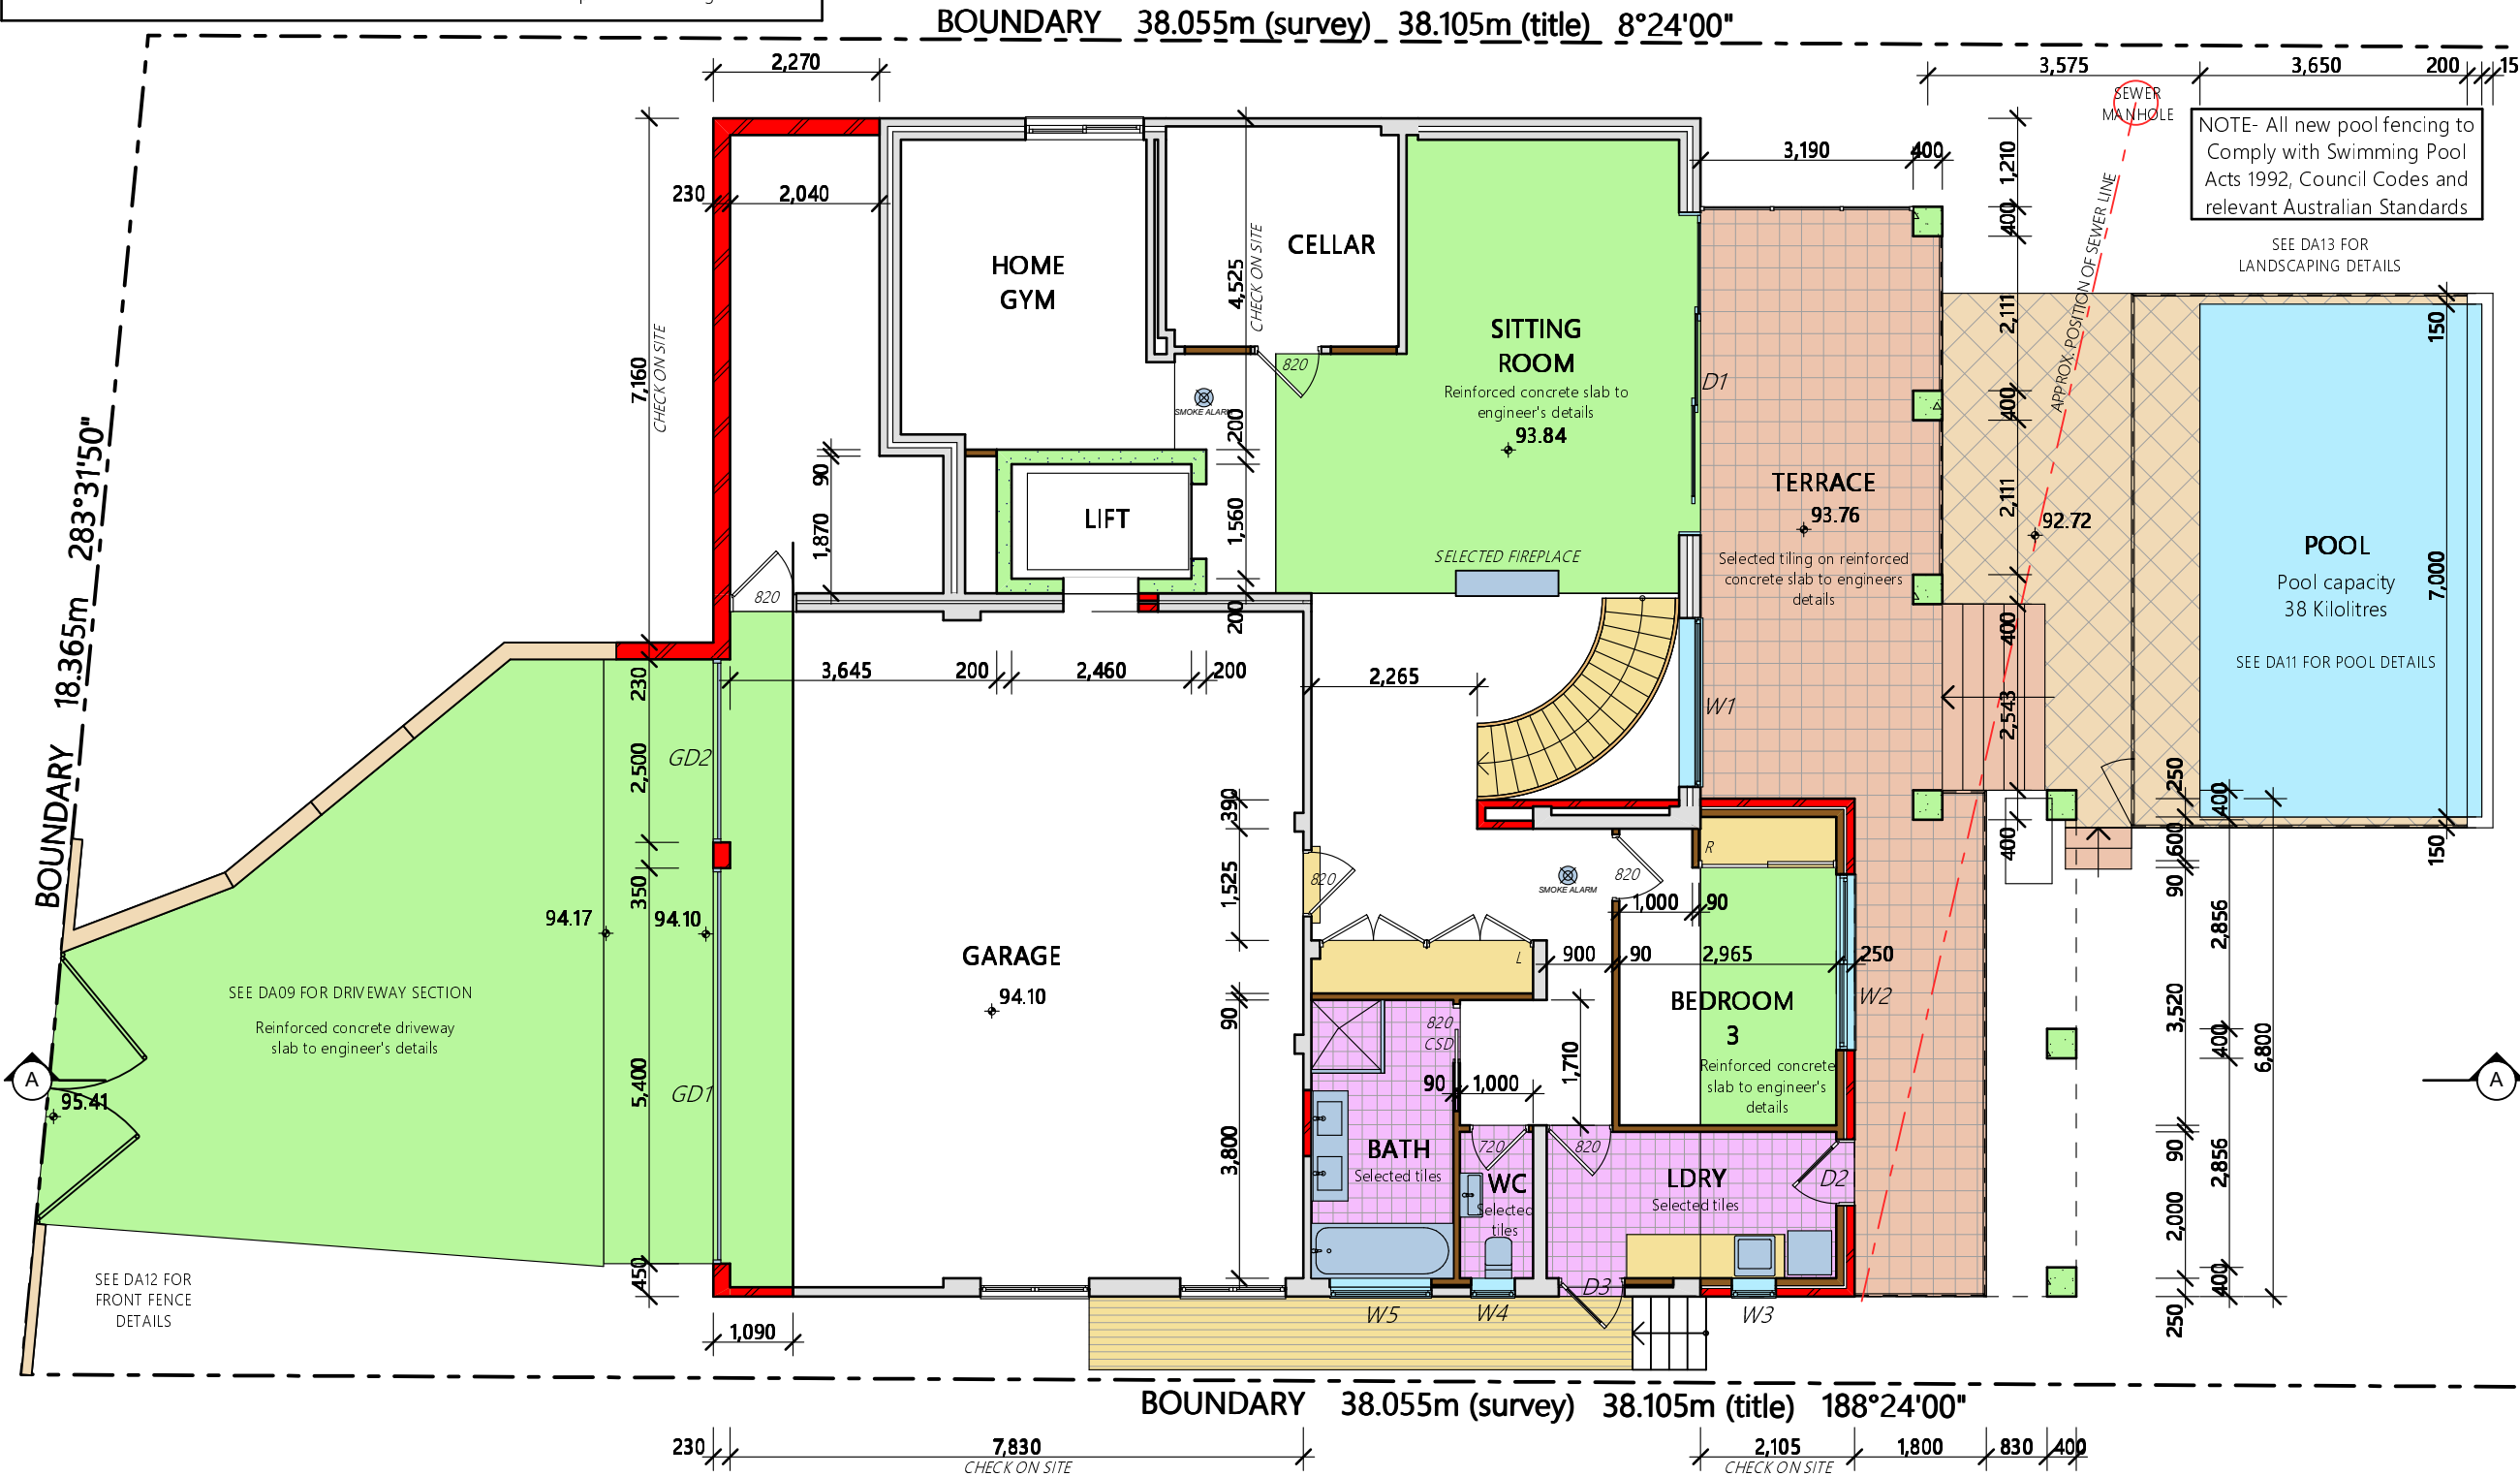 BOUNDARY 38.055m (survey) 38.105m (title) 8°24'00"
2,270
3,575
3,650
200
15
SEWER
MANHOLE
NOTE- All new pool fencing to
Comply with Swimming Pool
Acts 1992, Council Codes and
relevant Australian Standards
SEE DA13 FOR
LANDSCAPING DETAILS
3,190
400
1,210
400
2,111
400
2,111
400
2,543
400
APPROX. POSITION OF SEWER LINE
230
2,040
7,160
CHECK ON SITE
HOME
GYM
CELLAR
4,525
CHECK ON SITE
820
SMOKE ALARM
200
1,560
200
SITTING
ROOM
Reinforced concrete slab to
engineer's details
93.84
D1
SELECTED FIREPLACE
TERRACE
93.76
Selected tiling on reinforced
concrete slab to engineers
details
92.72
150
POOL
Pool capacity
38 Kilolitres
7,000
SEE DA11 FOR POOL DETAILS
150
90
1,870
LIFT
820
BOUNDARY 18.365m 283°31'50"
230
2,500
350
5,400
450
GD2
GD1
3,645
200
2,460
200
2,265
W1
390
1,525
90
3,800
820
SMOKE ALARM
820
R
1,000
90
900
90
2,965
250
L
94.17
94.10
GARAGE
94.10
SEE DA09 FOR DRIVEWAY SECTION
Reinforced concrete driveway
slab to engineer's details
A
95.41
SEE DA12 FOR
FRONT FENCE
DETAILS
820
CSD
90
1,000
1,710
BATH
Selected tiles
720
WC
Selected
tiles
820
LDRY
Selected tiles
BEDROOM
3
Reinforced concrete
slab to engineer's
details
W2
D2
D3
W5
W4
W3
250
600
90
3,520
90
2,000
250
400
2,856
400
2,856
400
6,800
A
1,090
BOUNDARY 38.055m (survey) 38.105m (title) 188°24'00"
230
7,830
CHECK ON SITE
2,105
CHECK ON SITE
1,800
830
400